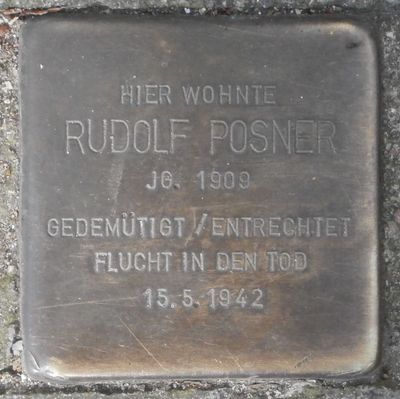 HIER WOHNTE
RUDOLF POSNER
JG. 1909
GEDEMÜTIGT / ENTRECHTET
FLUCHT IN DEN TOD
15.5.1942